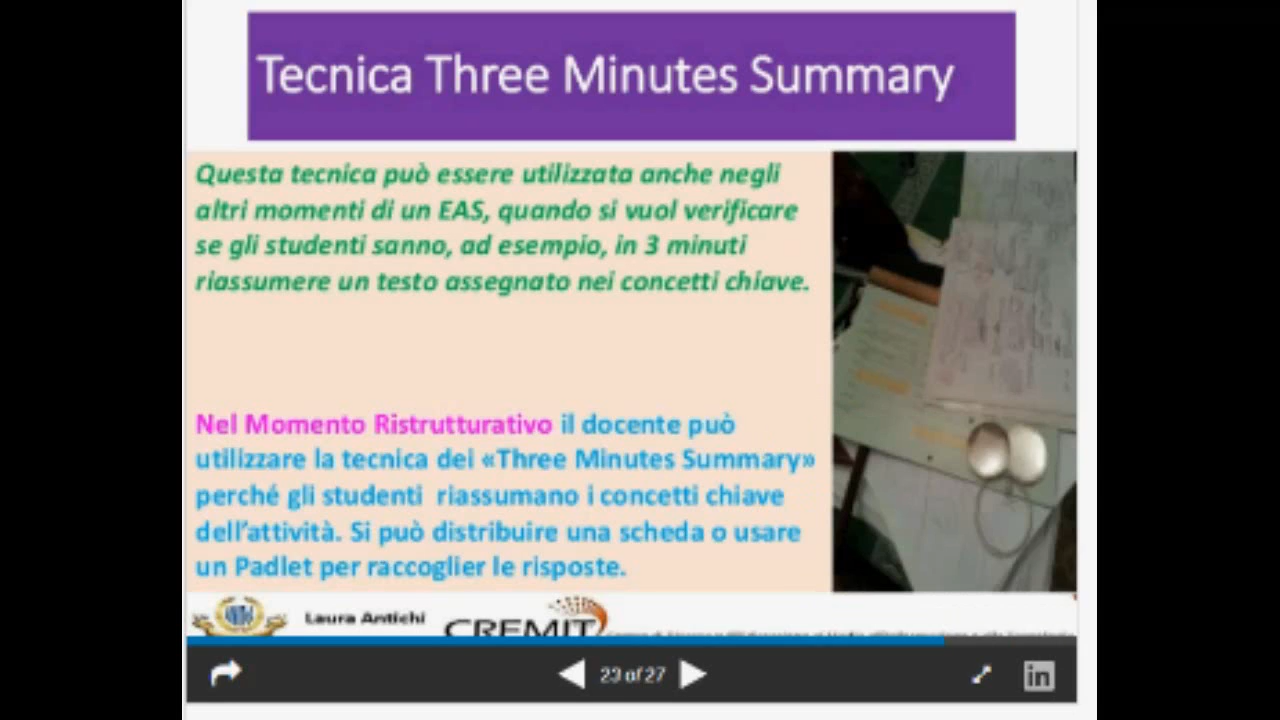 Tecnica Three Minutes Summary
Questa tecnica può essere utilizzata anche negli
altri momenti di un EAS, quando si vuol verificare
se gli studenti sanno, ad esempio, in 3 minuti
riassumere un testo assegnato nei concetti chiave.
Nel Momento Ristrutturativo il docente può
utilizzare la tecnica dei «Three Minutes Summary»
perché gli studenti riassumano i concetti chiave
dell'attività. Si può distribuire una scheda o usare
un Padlet per raccoglier le risposte.
Laura Antichi
CREMIT
23 of 27
in